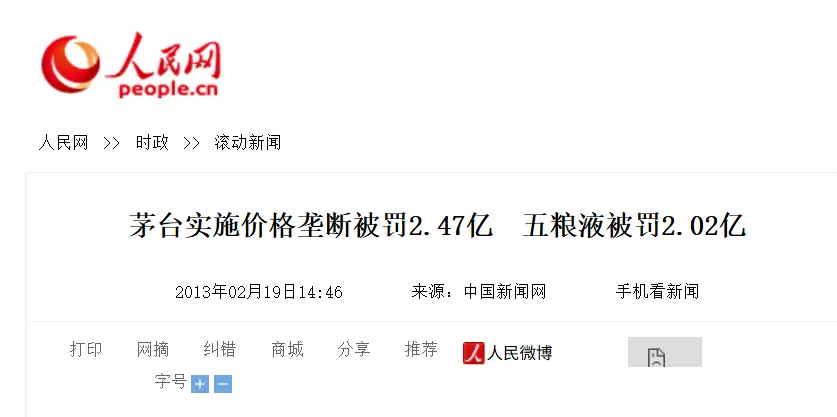 人民网
people.cn
人民网 >> 时政 >> 滚动新闻
茅台实施价格垄断被罚2.47亿 五粮液被罚2.02亿
2013年02月19日14:46 来源：中国新闻网 手机看新闻
打印 网摘 纠错 商城 分享 推荐 人民微博
字号